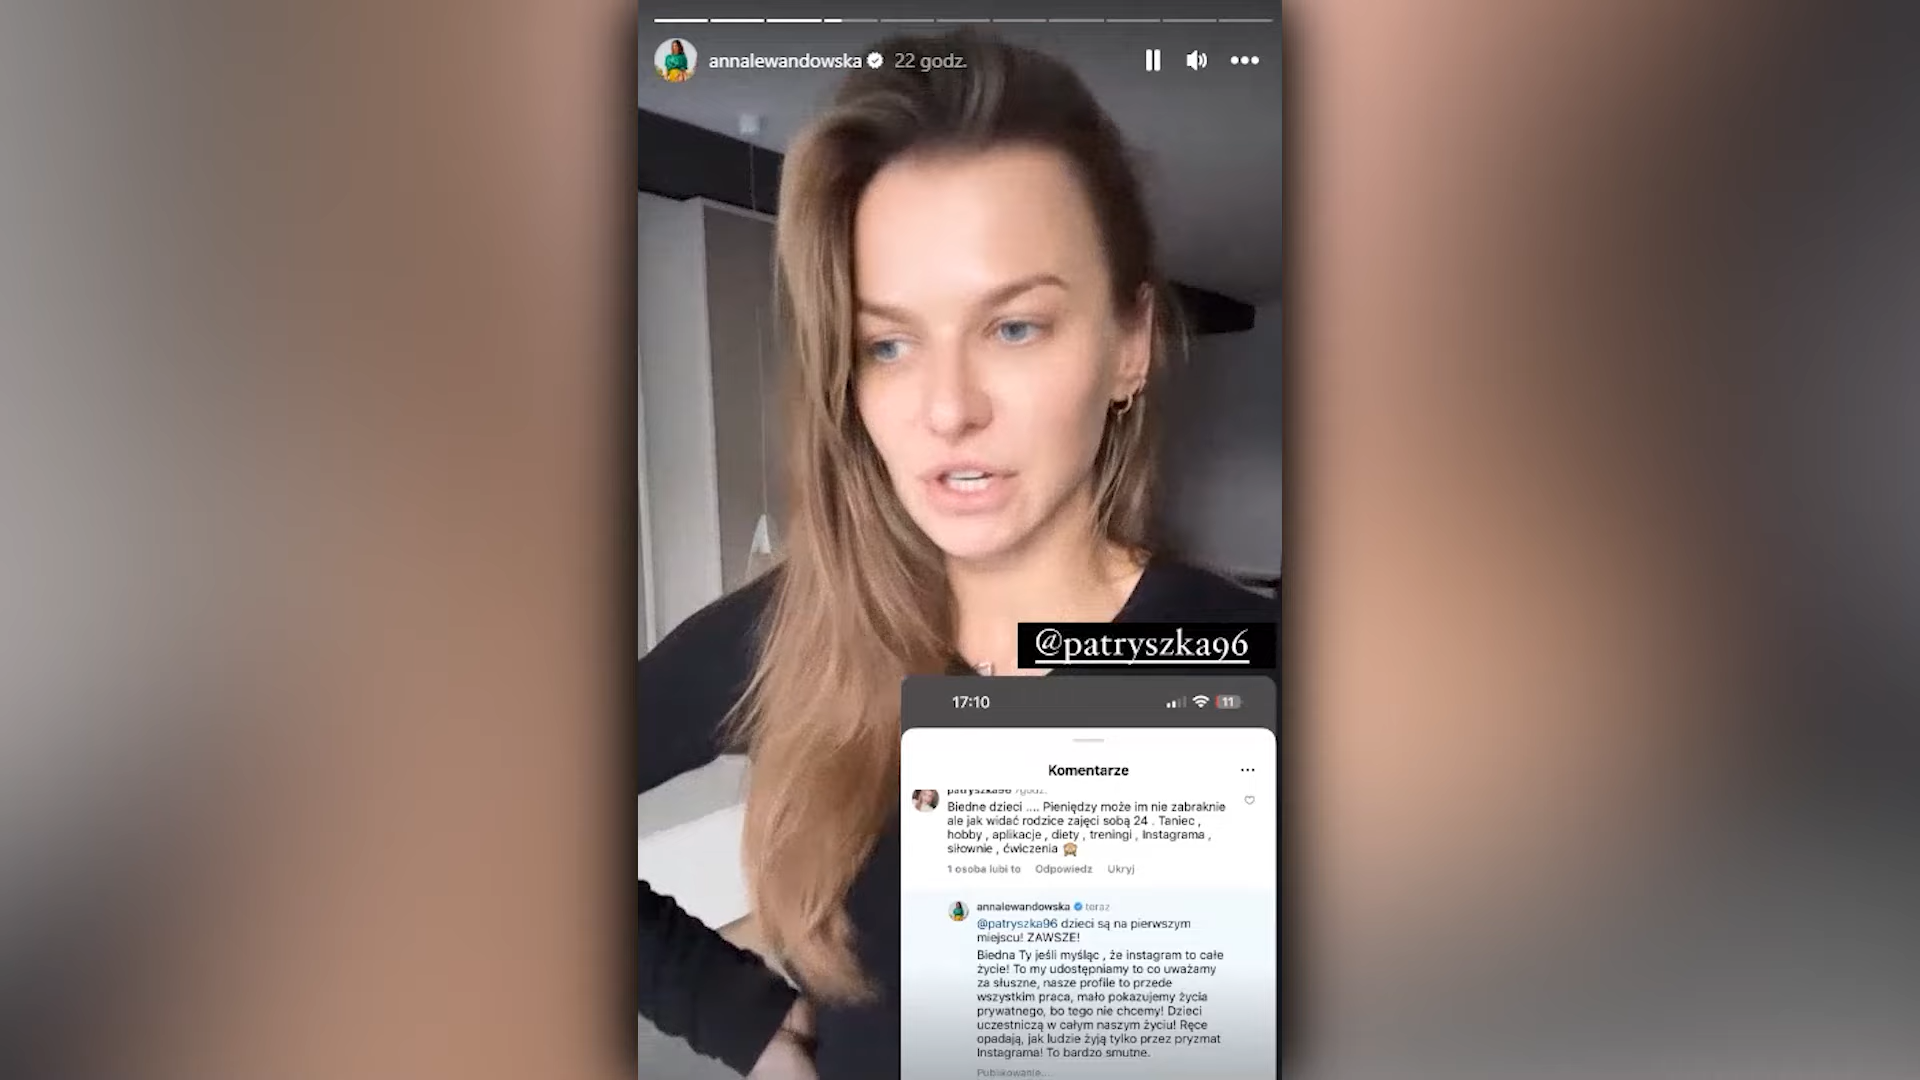 annalewandowska 22 godz.
@patryszka96
17:10
11
Komentarze
patryszka96 7godz.
Biedne dzieci .... Pieniędzy może im nie zabraknie
ale jak widać rodzice zajęci sobą 24 . Taniec ,
hobby , aplikacje , diety , treningi , Instagrama ,
siłownie , ćwiczenia 🙈
1 osoba lubi to Odpowiedz Ukryj
annalewandowska teraz
@patryszka96 dzieci są na pierwszym
miejscu! ZAWSZE!
Biedna Ty jeśli myśląc , że instagram to całe
życie! To my udostępniamy to co uważamy
za słuszne, nasze profile to przede
wszystkim praca, mało pokazujemy życia
prywatnego, bo tego nie chcemy! Dzieci
uczestniczą w całym naszym życiu! Ręce
opadają, jak ludzie żyją tylko przez pryzmat
Instagrama! To bardzo smutne.
Publikowanie....